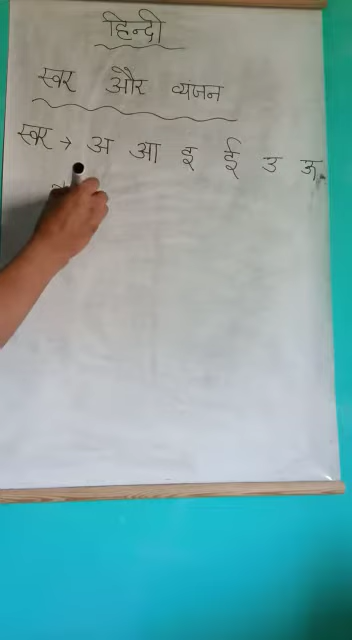 हिन्दी
स्वर और व्यंजन
स्वर → अ आ इ ई उ ऊ